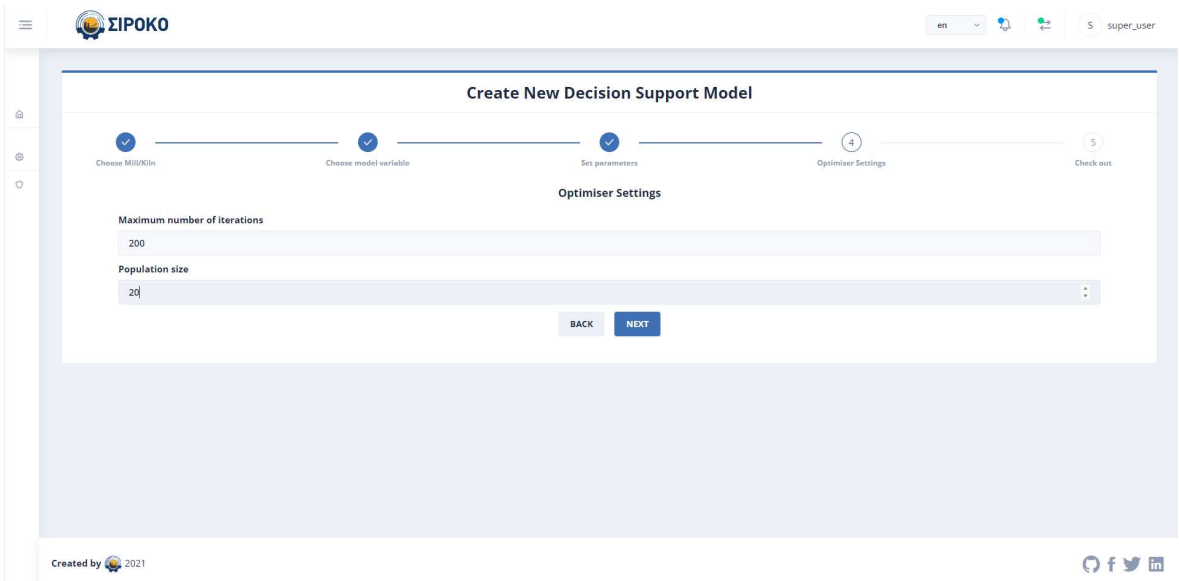 ΣΙΡΟΚΟ
en
S super_user
Create New Decision Support Model
4 5
Choose Mill/Kiln Choose model variable Set parameters Optimiser Settings Check out
Optimiser Settings
Maximum number of iterations
200
Population size
20
BACK NEXT
Created by 2021